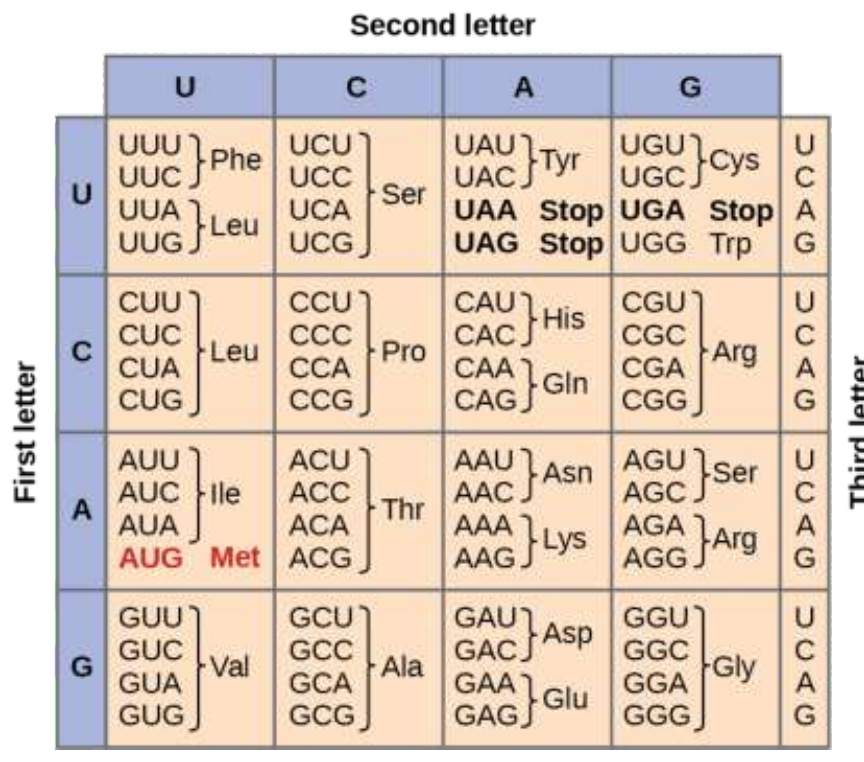 Second letter
U C A G
First letter
U
UUU
UUC
Phe
UUA
UUG
Leu
UCU
UCC
UCA
UCG
Ser
UAU
UAC
Tyr
UAA Stop
UAG Stop
UGU
UGC
Cys
UGA Stop
UGG Trp
U
C
A
G
C
CUU
CUC
CUA
CUG
Leu
CCU
CCC
CCA
CCG
Pro
CAU
CAC
His
CAA
CAG
Gln
CGU
CGC
CGA
CGG
Arg
U
C
A
G
A
AUU
AUC
AUA
Ile
AUG Met
ACU
ACC
ACA
ACG
Thr
AAU
AAC
Asn
AAA
AAG
Lys
AGU
AGC
Ser
AGA
AGG
Arg
U
C
A
G
G
GUU
GUC
GUA
GUG
Val
GCU
GCC
GCA
GCG
Ala
GAU
GAC
Asp
GAA
GAG
Glu
GGU
GGC
GGA
GGG
Gly
U
C
A
G
Third letter